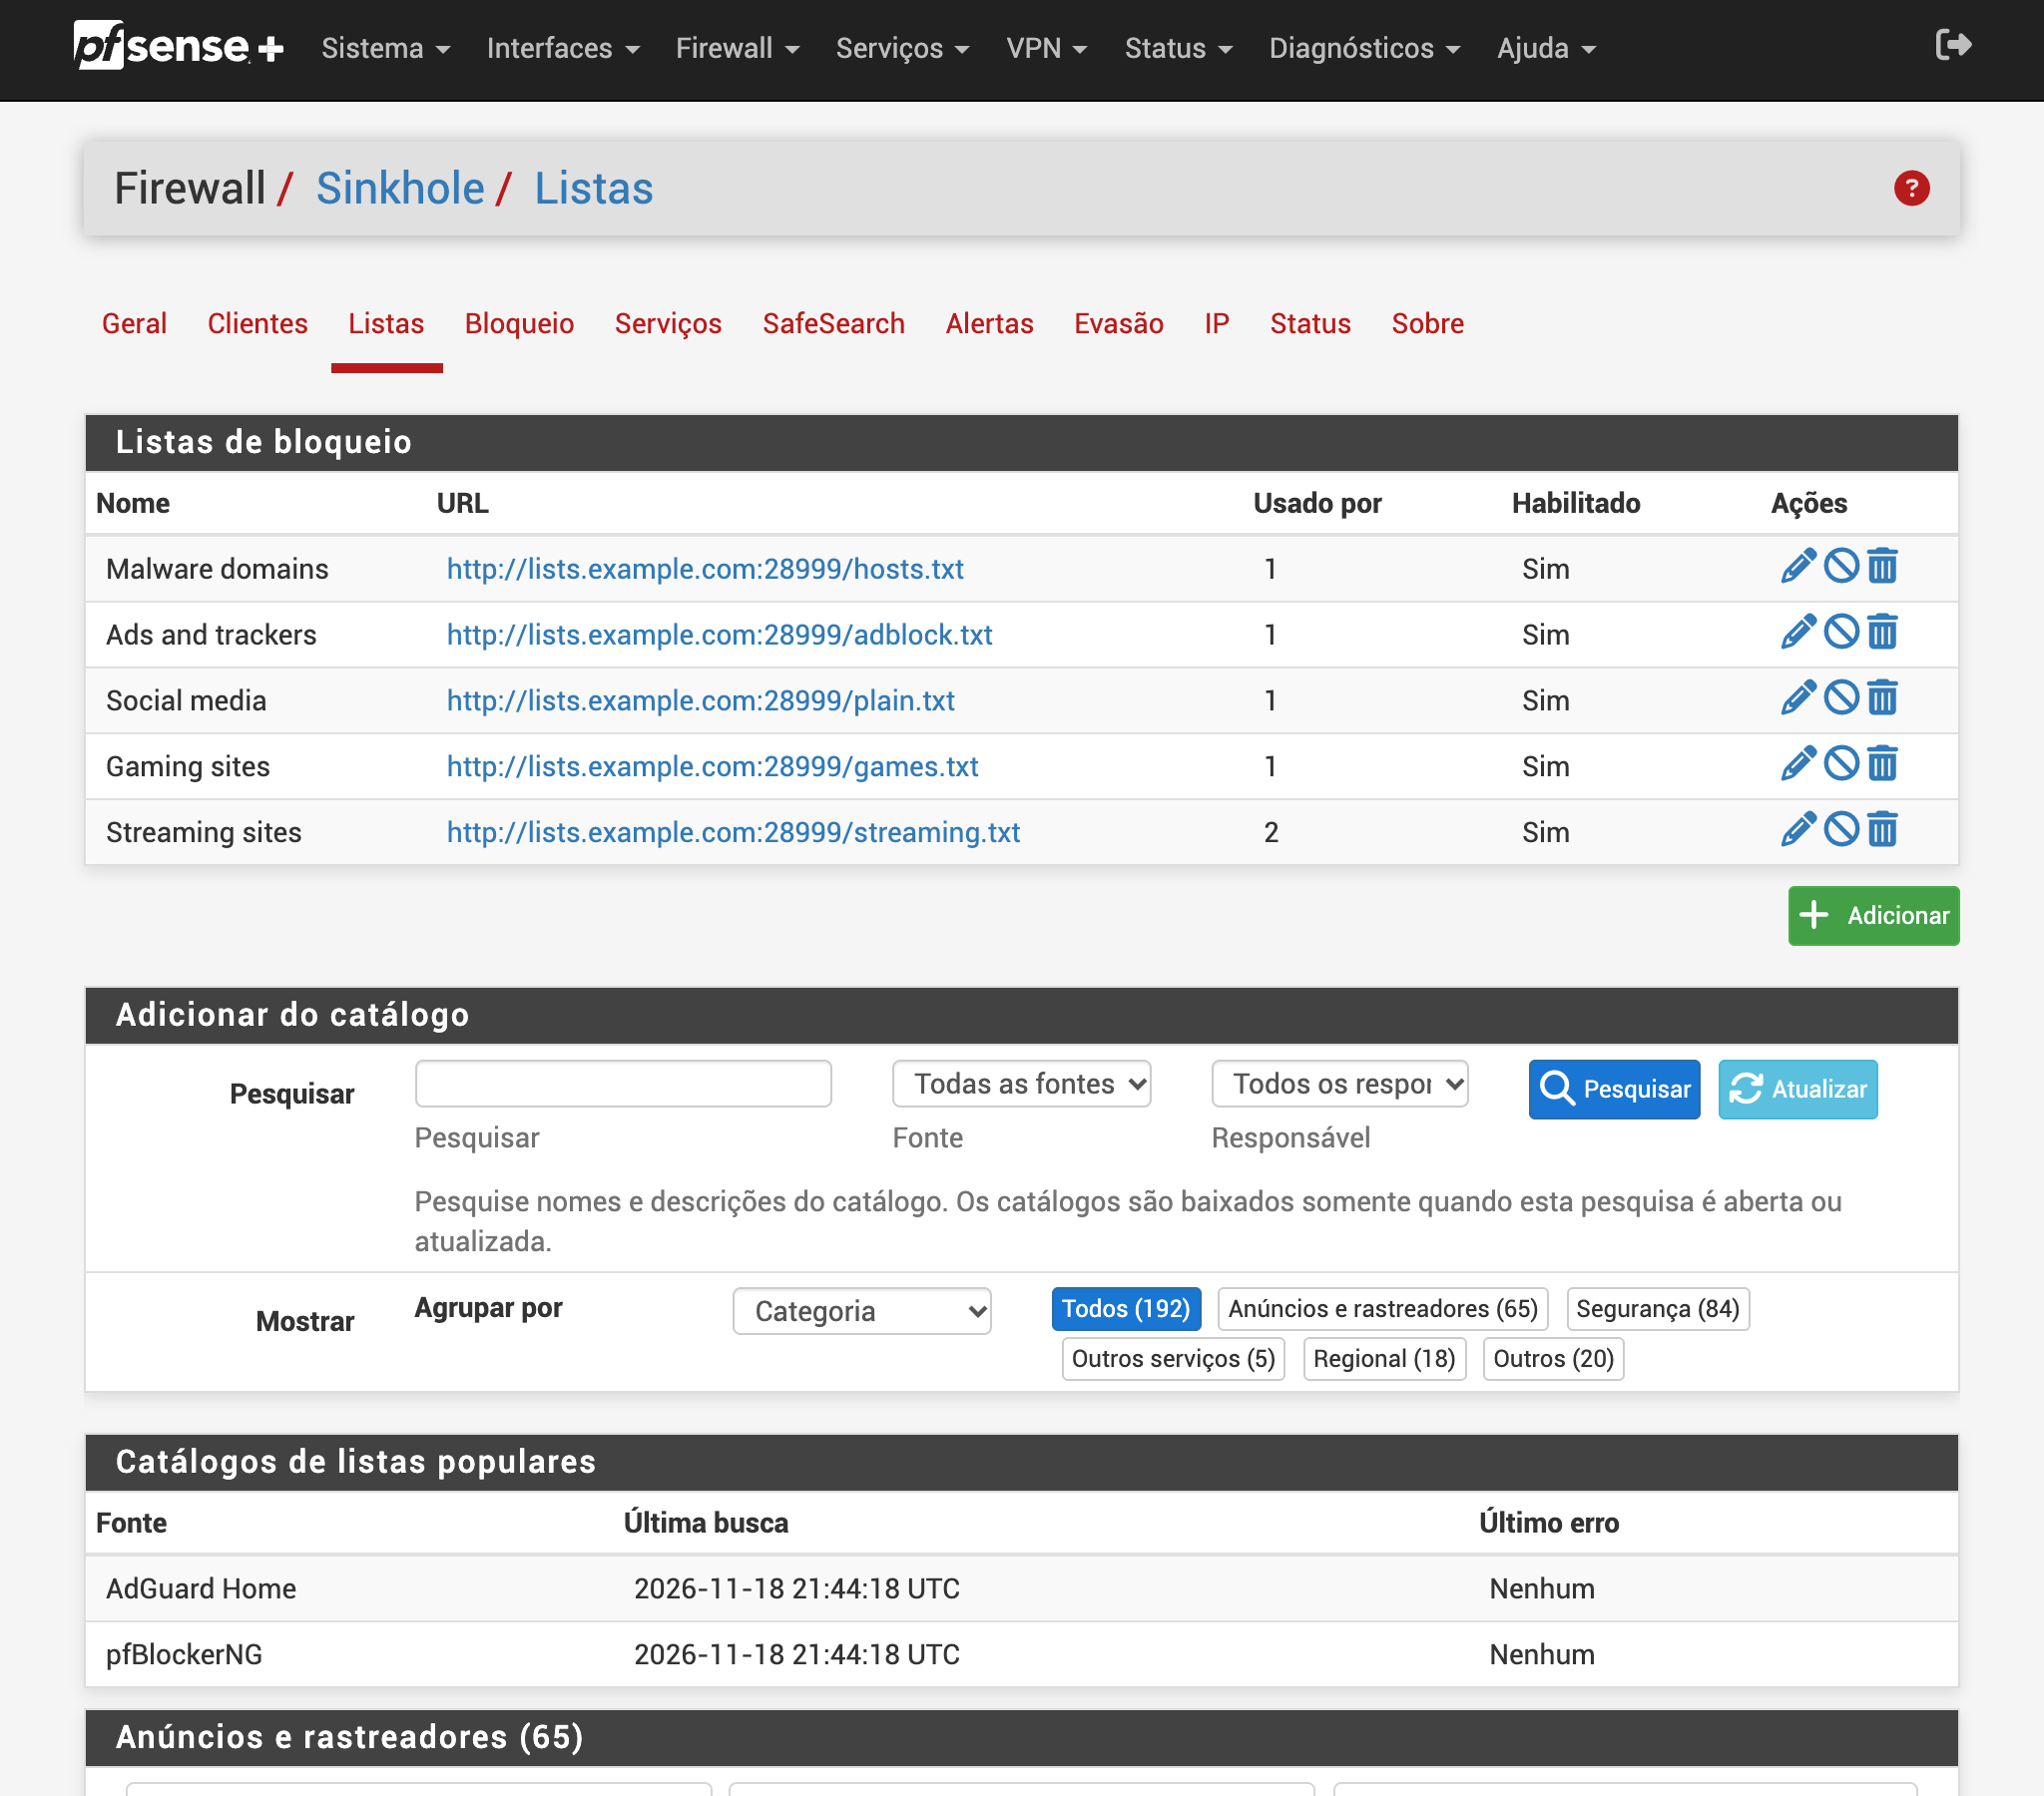 pfsense +
Sistema Interfaces Firewall Serviços VPN Status Diagnósticos Ajuda
Firewall / Sinkhole / Listas
?
Geral Clientes Listas Bloqueio Serviços SafeSearch Alertas Evasão IP Status Sobre
Listas de bloqueio
Nome URL Usado por Habilitado Ações
Malware domains http://lists.example.com:28999/hosts.txt 1 Sim
Ads and trackers http://lists.example.com:28999/adblock.txt 1 Sim
Social media http://lists.example.com:28999/plain.txt 1 Sim
Gaming sites http://lists.example.com:28999/games.txt 1 Sim
Streaming sites http://lists.example.com:28999/streaming.txt 2 Sim
Adicionar
Adicionar do catálogo
Pesquisar Todas as fontes Todos os respor Pesquisar Atualizar
Pesquisar Fonte Responsável
Pesquise nomes e descrições do catálogo. Os catálogos são baixados somente quando esta pesquisa é aberta ou
atualizada.
Mostrar Agrupar por Categoria Todos (192) Anúncios e rastreadores (65) Segurança (84)
Outros serviços (5) Regional (18) Outros (20)
Catálogos de listas populares
Fonte Última busca Último erro
AdGuard Home 2026-11-18 21:44:18 UTC Nenhum
pfBlockerNG 2026-11-18 21:44:18 UTC Nenhum
Anúncios e rastreadores (65)